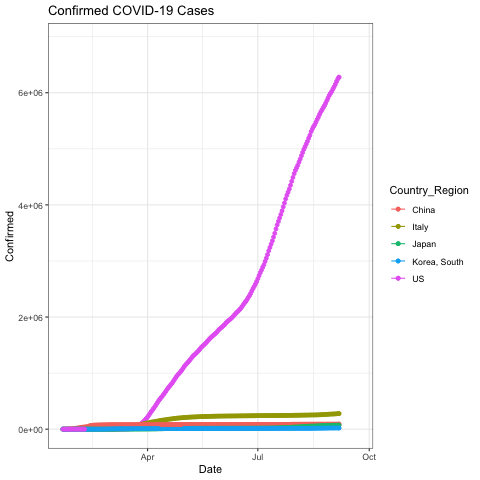 Confirmed COVID-19 Cases
6e+06
4e+06
2e+06
0e+00
Confirmed
Apr
Jul
Oct
Date
Country_Region
China
Italy
Japan
Korea, South
US